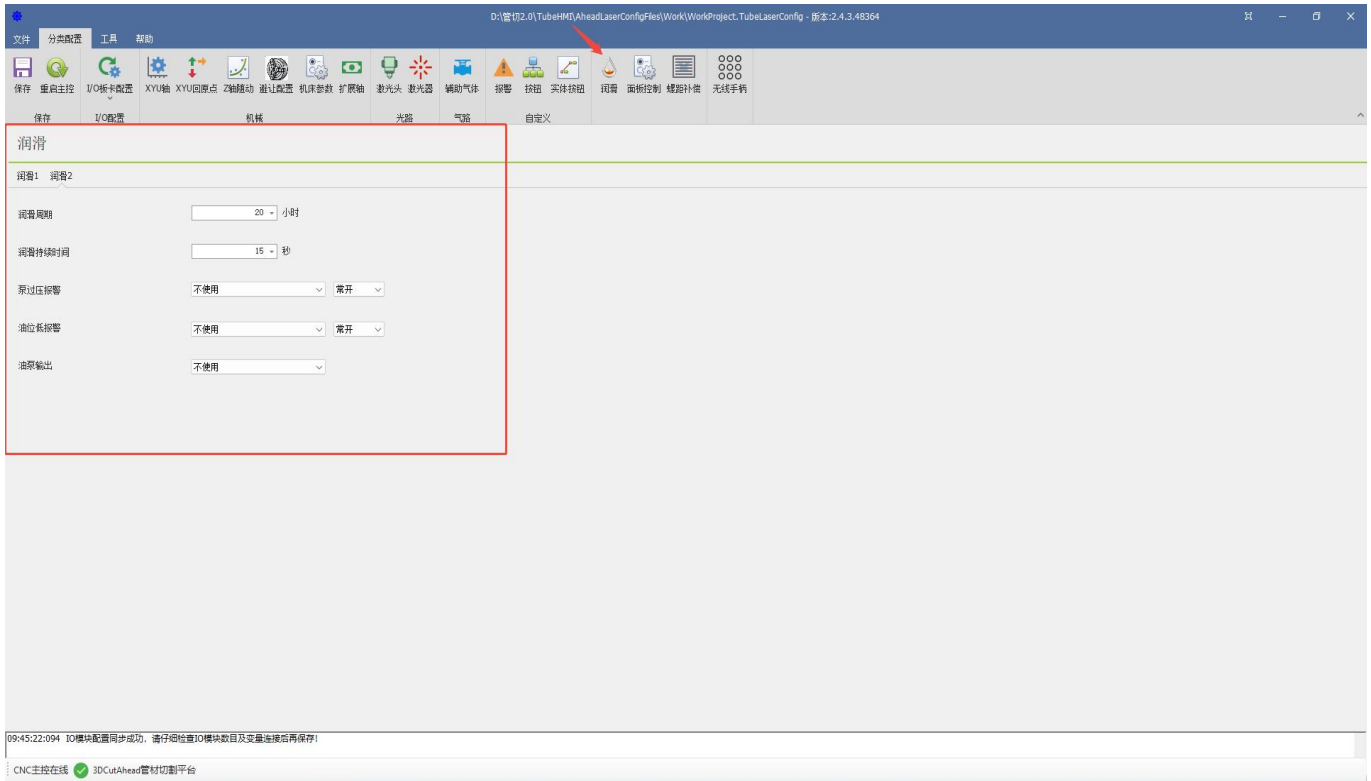 D:\管切2.0\TubeHMI\AheadLaserConfigFiles\Work\WorkProject.TubeLaserConfig - 版本:2.4.3.48364
文件 分类配置 工具 帮助
保存 重启主控 I/O板卡配置 XYU轴 XYU回原点 Z轴随动 避让配置 机床参数 扩展轴 激光头 激光器 辅助气体 报警 按钮 实体按钮 润滑 面板控制 螺距补偿 无线手柄
保存 I/O配置 机械 光路 气路 自定义
润滑
润滑1 润滑2
润滑周期 20 小时
润滑持续时间 15 秒
泵过压报警 不使用 常开
油位低报警 不使用 常开
油泵输出 不使用
09:45:22:094 IO模块配置同步成功，请仔细检查IO模块数目及变量连接后再保存!
CNC主控在线 3DCutAhead管材切割平台